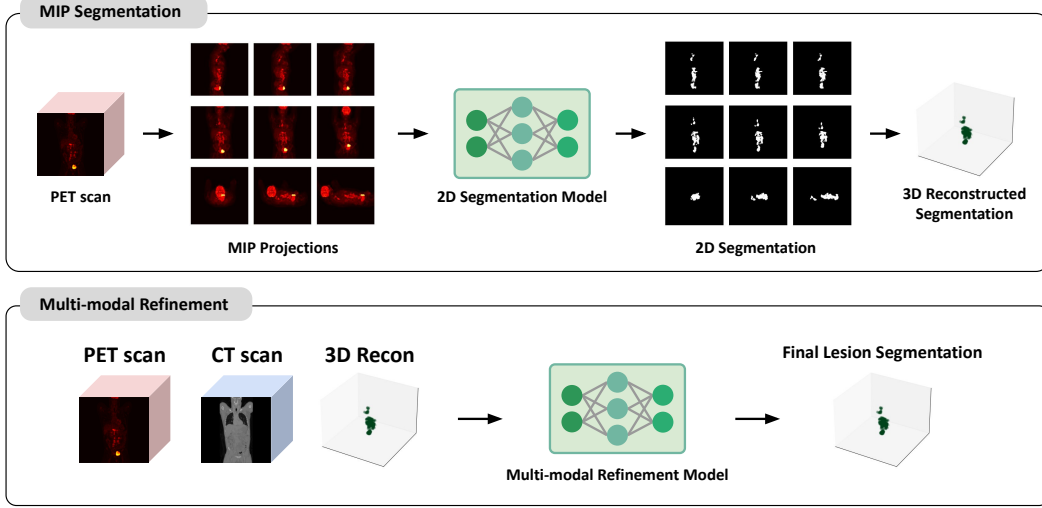 MIP Segmentation
PET scan
MIP Projections
2D Segmentation Model
2D Segmentation
3D Reconstructed
Segmentation
Multi-modal Refinement
PET scan
CT scan
3D Recon
Multi-modal Refinement Model
Final Lesion Segmentation